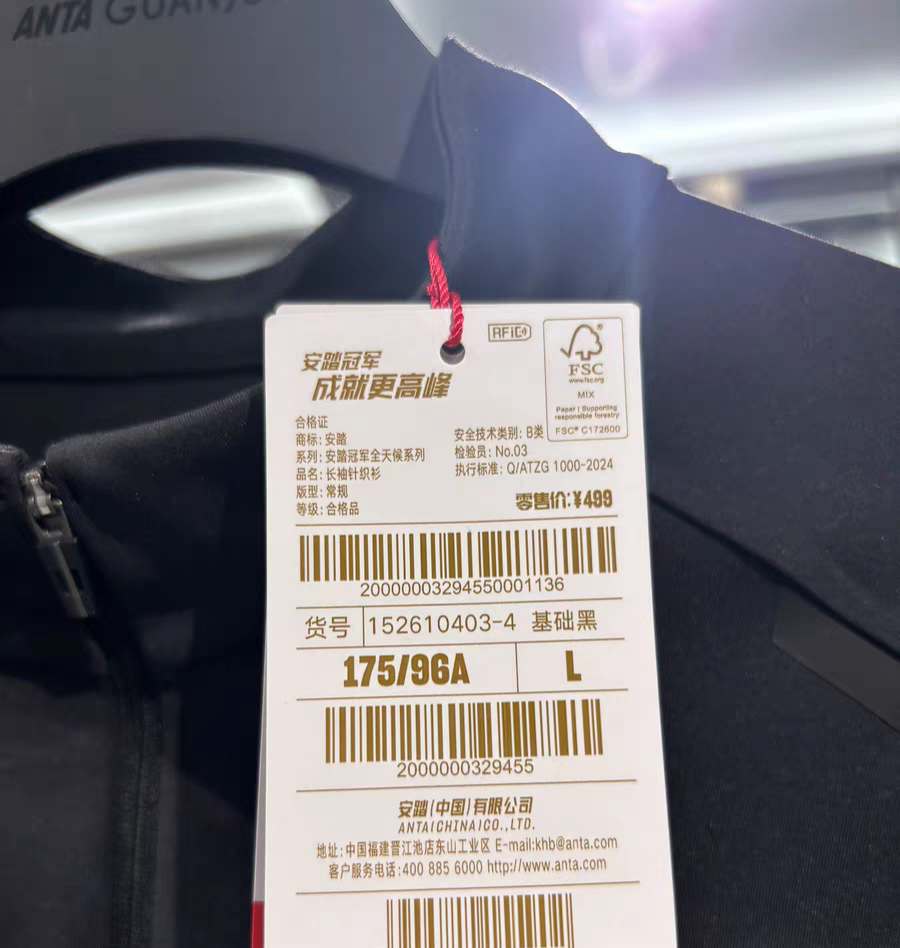 ANTA GUANJU
RFID
安踏冠军
成就更高峰
FSC
www.fsc.org
MIX
Paper | Supporting
responsible forestry
FSC® C172600
合格证
商标: 安踏
系列: 安踏冠军全天候系列
品名: 长袖针织衫
版型: 常规
等级: 合格品
安全技术类别: B类
检验员: No.03
执行标准: Q/ATZG 1000-2024
零售价:¥499
20000003294550001136
货号 152610403-4 基础黑
175/96A L
2000000329455
安踏(中国)有限公司
ANTA(CHINA)CO.,LTD.
地址: 中国福建晋江池店东山工业区 E-mail:khb@anta.com
客户服务电话:400 885 6000 http://www.anta.com